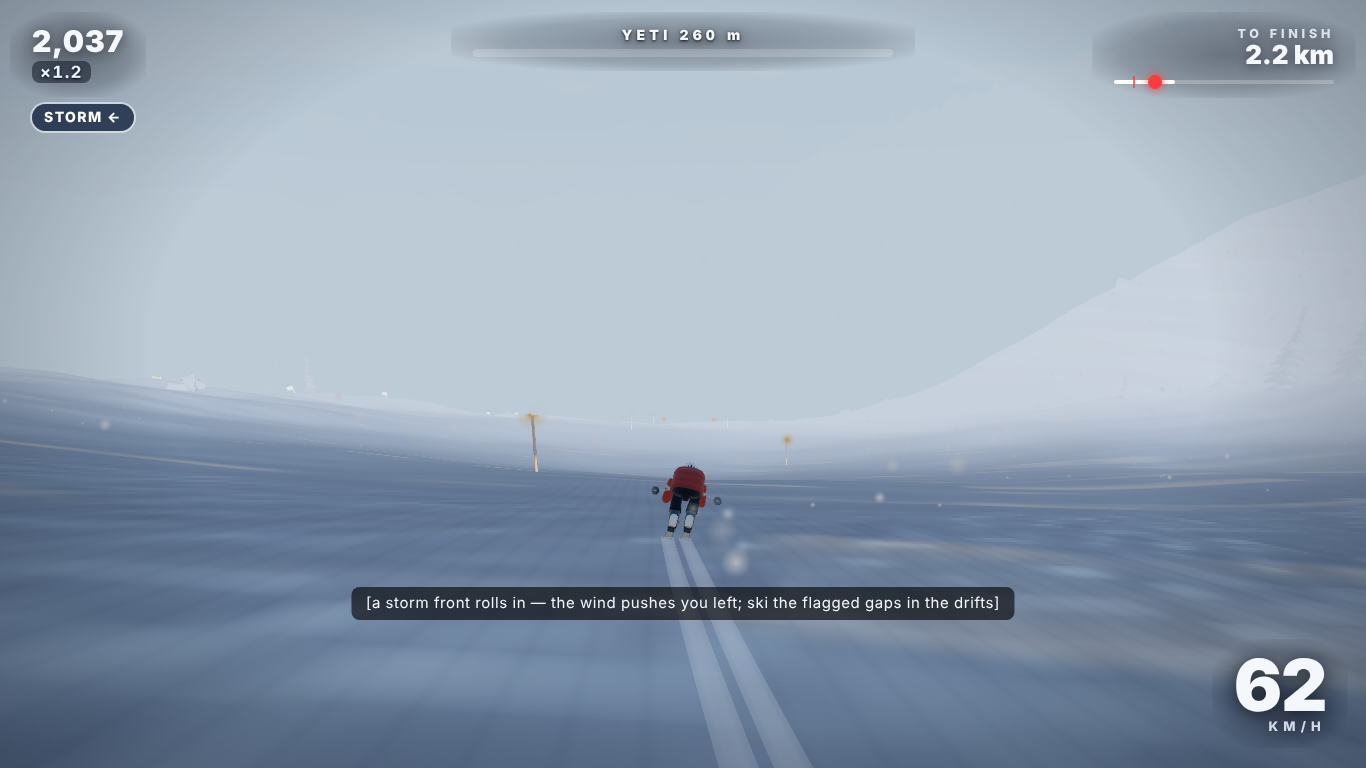 2,037
×1.2
STORM ←
YETI 260 m
TO FINISH
2.2 km
[a storm front rolls in — the wind pushes you left; ski the flagged gaps in the drifts]
62
KM/H